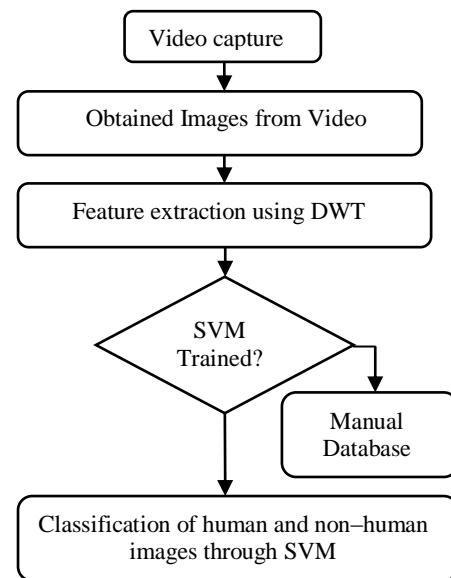 Video capture
Obtained Images from Video
Feature extraction using DWT
SVM
Trained?
Manual
Database
Classification of human and non–human
images through SVM